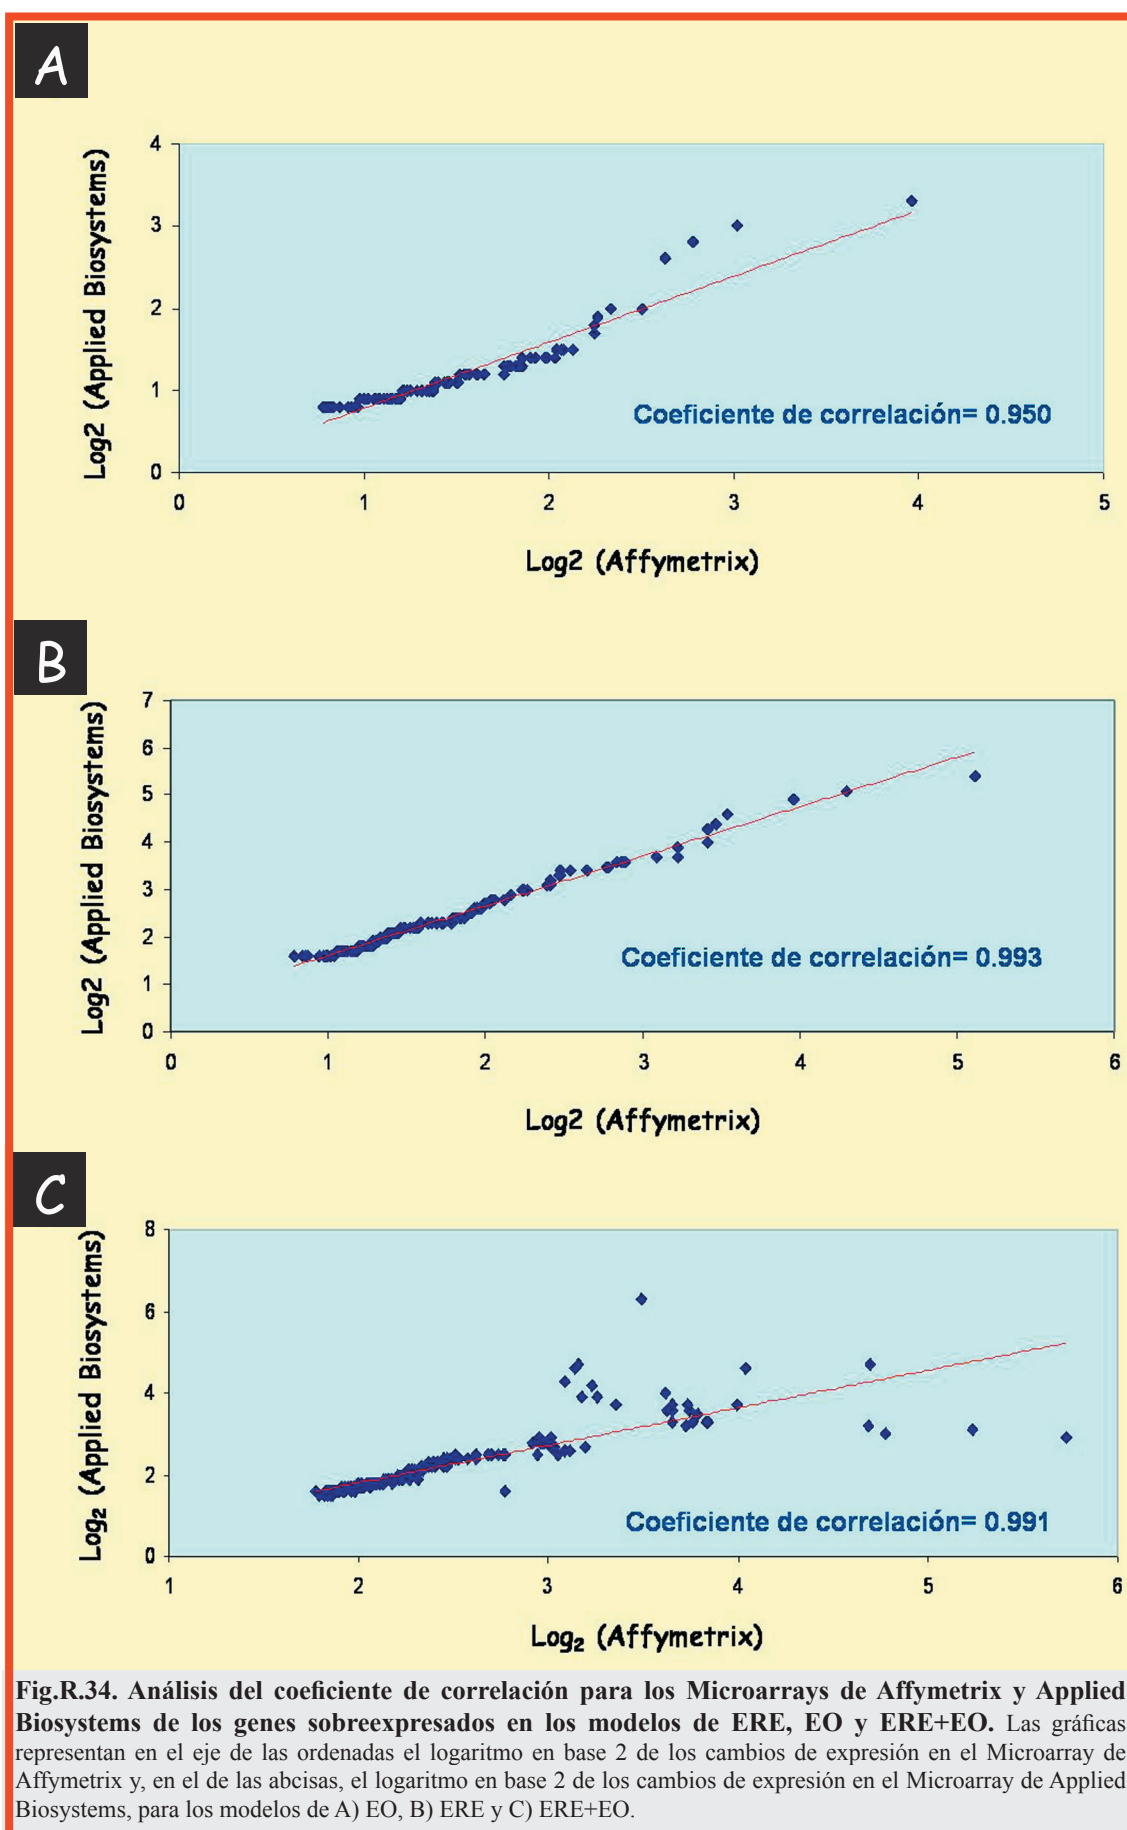 A
Log2 (Applied Biosystems)
4
3
2
1
0
Coeficiente de correlación= 0.950
0 1 2 3 4 5
Log2 (Affymetrix)
B
Log2 (Applied Biosystems)
7
6
5
4
3
2
1
0
Coeficiente de correlación= 0.993
0 1 2 3 4 5 6
Log2 (Affymetrix)
C
Log₂ (Applied Biosystems)
8
6
4
2
0
Coeficiente de correlación= 0.991
1 2 3 4 5 6
Log₂ (Affymetrix)
Fig.R.34. Análisis del coeficiente de correlación para los Microarrays de Affymetrix y Applied
Biosystems de los genes sobreexpresados en los modelos de ERE, EO y ERE+EO. Las gráficas
representan en el eje de las ordenadas el logaritmo en base 2 de los cambios de expresión en el Microarray de
Affymetrix y, en el de las abcisas, el logaritmo en base 2 de los cambios de expresión en el Microarray de Applied
Biosystems, para los modelos de A) EO, B) ERE y C) ERE+EO.